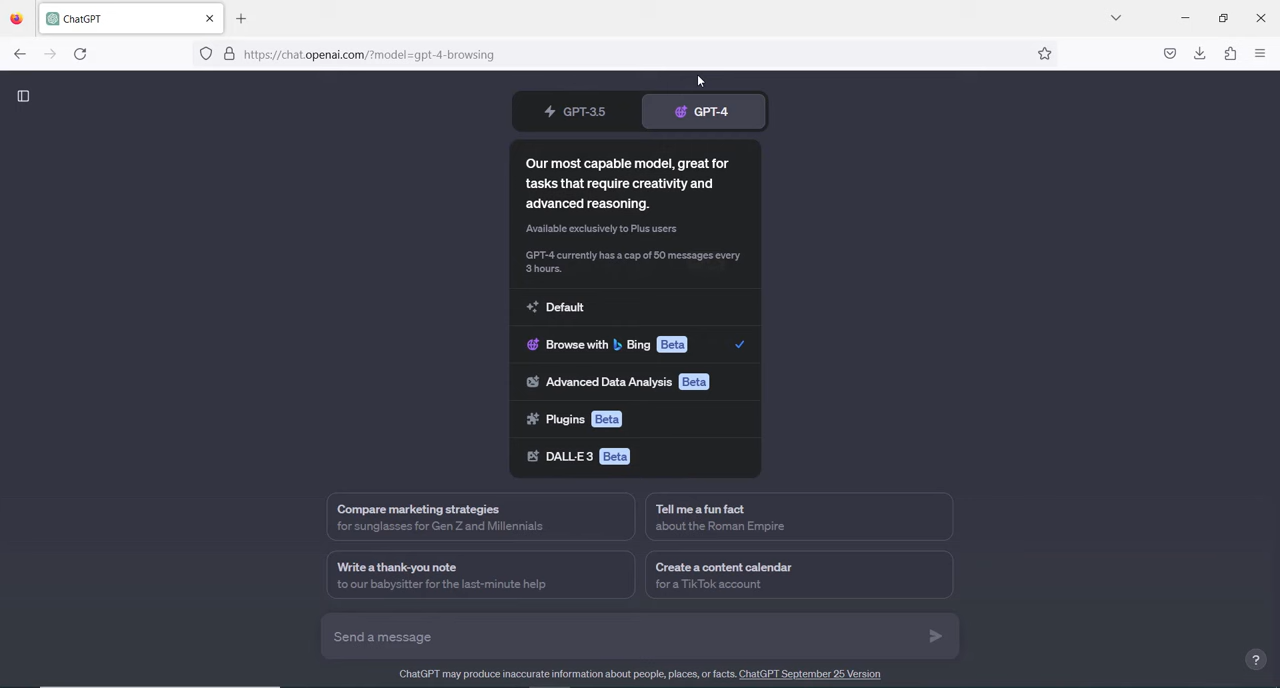 ChatGPT
https://chat.openai.com/?model=gpt-4-browsing
GPT-3.5
GPT-4
Our most capable model, great for
tasks that require creativity and
advanced reasoning.
Available exclusively to Plus users
GPT-4 currently has a cap of 50 messages every
3 hours.
Default
Browse with Bing Beta
Advanced Data Analysis Beta
Plugins Beta
DALL·E 3 Beta
Compare marketing strategies
for sunglasses for Gen Z and Millennials
Tell me a fun fact
about the Roman Empire
Write a thank-you note
to our babysitter for the last-minute help
Create a content calendar
for a TikTok account
Send a message
ChatGPT may produce inaccurate information about people, places, or facts. ChatGPT September 25 Version
?